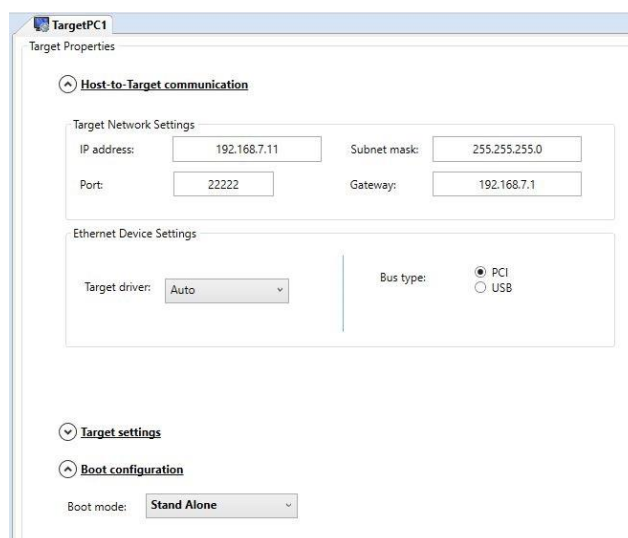 TargetPC1
Target Properties
Host-to-Target communication
Target Network Settings
IP address: 192.168.7.11 Subnet mask: 255.255.255.0
Port: 22222 Gateway: 192.168.7.1
Ethernet Device Settings
Target driver: Auto Bus type: PCI
USB
Target settings
Boot configuration
Boot mode: Stand Alone